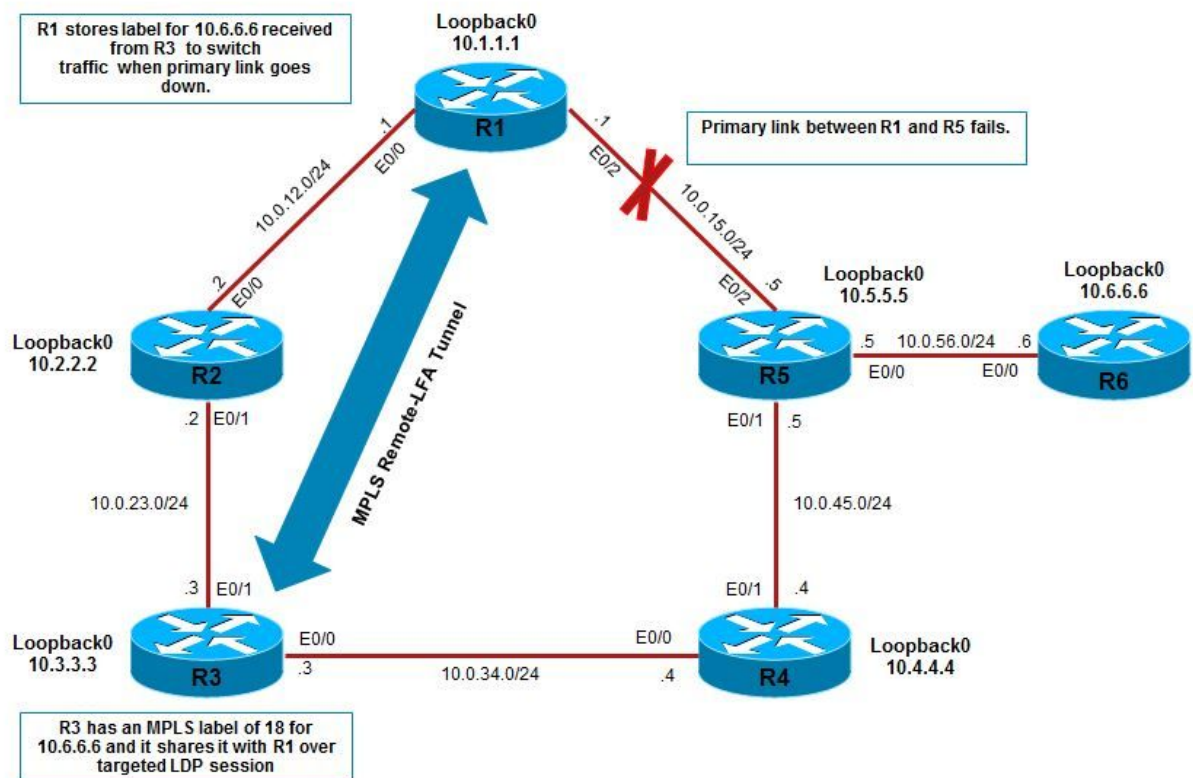 R1 stores label for 10.6.6.6 received
from R3 to switch
traffic when primary link goes
down.
Loopback0
10.1.1.1
R1
.1
E0/0
.1
E0/2
Primary link between R1 and R5 fails.
10.0.12.0/24
10.0.15.0/24
.2
E0/0
.5
E0/2
Loopback0
10.2.2.2
R2
Loopback0
10.5.5.5
R5
Loopback0
10.6.6.6
R6
.5
10.0.56.0/24
.6
E0/0
E0/0
MPLS Remote-LFA Tunnel
.2
E0/1
E0/1
.5
10.0.23.0/24
10.0.45.0/24
.3
E0/1
E0/1
.4
Loopback0
10.3.3.3
R3
E0/0
.3
10.0.34.0/24
E0/0
.4
R4
Loopback0
10.4.4.4
R3 has an MPLS label of 18 for
10.6.6.6 and it shares it with R1 over
targeted LDP session